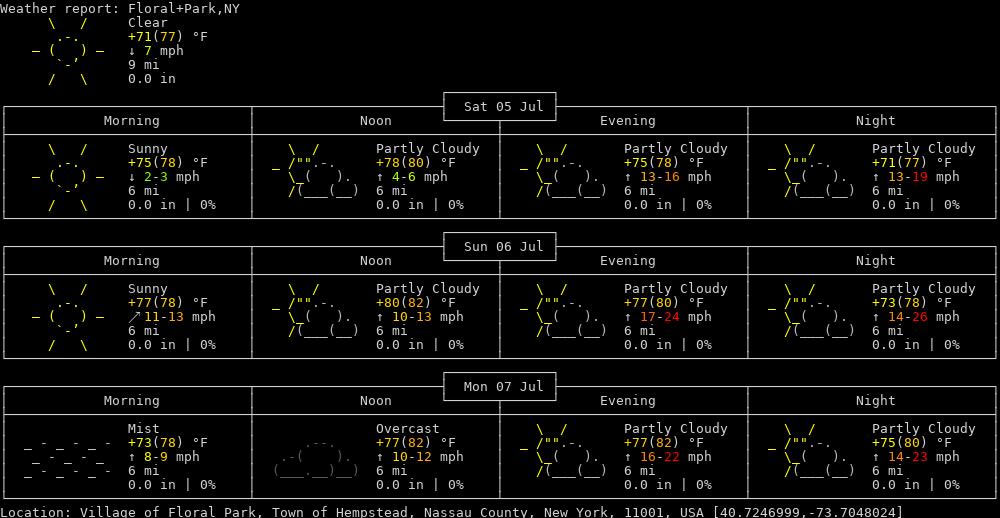 Weather report: Floral+Park,NY
Clear
+71(77) °F
↓ 7 mph
9 mi
0.0 in
Sat 05 Jul
Morning Noon Evening Night
Sunny Partly Cloudy Partly Cloudy Partly Cloudy
+75(78) °F +78(80) °F +75(78) °F +71(77) °F
↓ 2-3 mph ↑ 4-6 mph ↑ 13-16 mph ↑ 13-19 mph
6 mi 6 mi 6 mi 6 mi
0.0 in | 0% 0.0 in | 0% 0.0 in | 0% 0.0 in | 0%
Sun 06 Jul
Morning Noon Evening Night
Sunny Partly Cloudy Partly Cloudy Partly Cloudy
+77(78) °F +80(82) °F +77(80) °F +73(78) °F
↗ 11-13 mph ↑ 10-13 mph ↑ 17-24 mph ↑ 14-26 mph
6 mi 6 mi 6 mi 6 mi
0.0 in | 0% 0.0 in | 0% 0.0 in | 0% 0.0 in | 0%
Mon 07 Jul
Morning Noon Evening Night
Mist Overcast Partly Cloudy Partly Cloudy
+73(78) °F +77(82) °F +77(82) °F +75(80) °F
↑ 8-9 mph ↑ 10-12 mph ↑ 16-22 mph ↑ 14-23 mph
6 mi 6 mi 6 mi 6 mi
0.0 in | 0% 0.0 in | 0% 0.0 in | 0% 0.0 in | 0%
Location: Village of Floral Park, Town of Hempstead, Nassau County, New York, 11001, USA [40.7246999,-73.7048024]